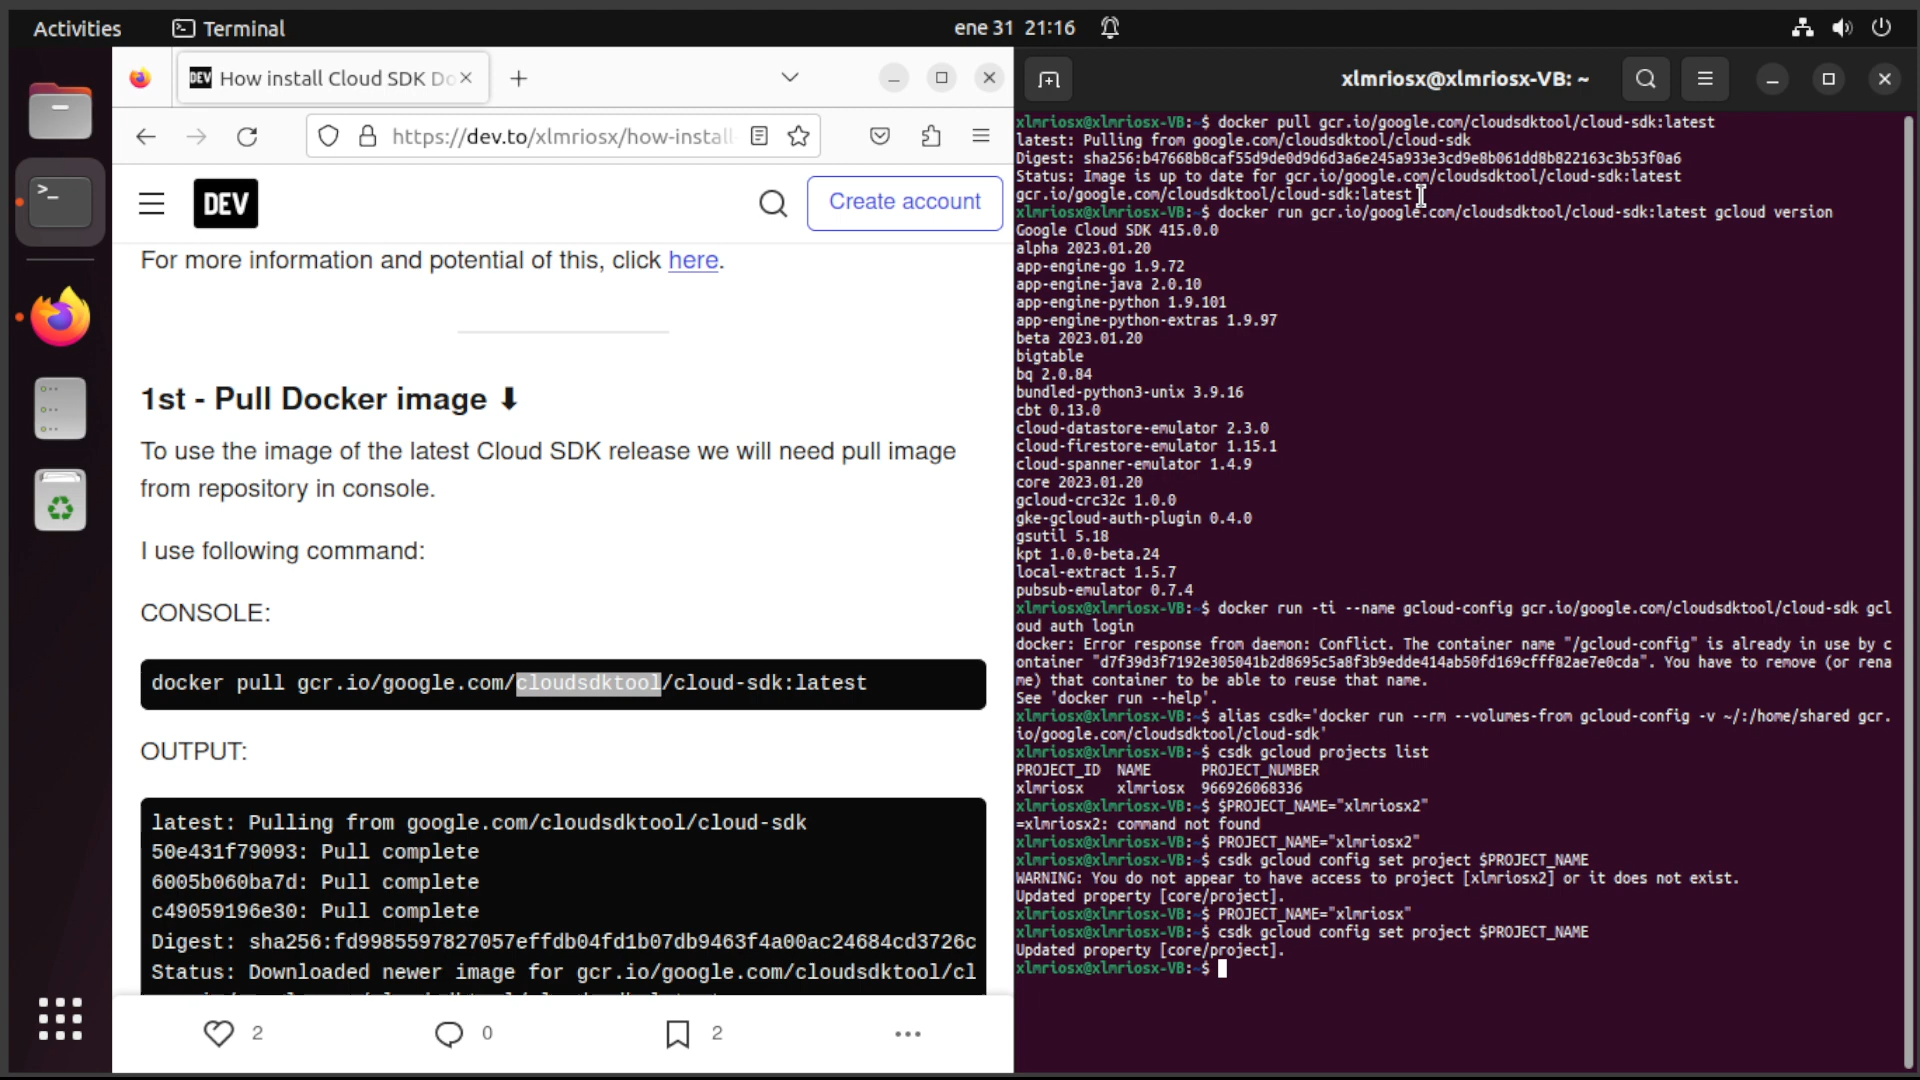 Activities
Terminal
ene 31 21:16
DEV How install Cloud SDK Do
https://dev.to/xlmriosx/how-install-
DEV
Create account
For more information and potential of this, click here.
1st - Pull Docker image ⬇
To use the image of the latest Cloud SDK release we will need pull image
from repository in console.
I use following command:
CONSOLE:
docker pull gcr.io/google.com/cloudsdktool/cloud-sdk:latest
OUTPUT:
latest: Pulling from google.com/cloudsdktool/cloud-sdk
50e431f79093: Pull complete
6005b060ba7d: Pull complete
c49059196e30: Pull complete
Digest: sha256:fd9985597827057effdb04fd1b07db9463f4a00ac24684cd3726c
Status: Downloaded newer image for gcr.io/google.com/cloudsdktool/cl
2
0
2
xlmriosx@xlmriosx-VB: ~
xlmriosx@xlmriosx-VB:~$ docker pull gcr.io/google.com/cloudsdktool/cloud-sdk:latest
latest: Pulling from google.com/cloudsdktool/cloud-sdk
Digest: sha256:b47668b8caf55d9de0d9d6d3a6e245a933e3cd9e8b061dd8b822163c3b53f0a6
Status: Image is up to date for gcr.io/google.com/cloudsdktool/cloud-sdk:latest
gcr.io/google.com/cloudsdktool/cloud-sdk:latest
xlmriosx@xlmriosx-VB:~$ docker run gcr.io/google.com/cloudsdktool/cloud-sdk:latest gcloud version
Google Cloud SDK 415.0.0
alpha 2023.01.20
app-engine-go 1.9.72
app-engine-java 2.0.10
app-engine-python 1.9.101
app-engine-python-extras 1.9.97
beta 2023.01.20
bigtable
bq 2.0.84
bundled-python3-unix 3.9.16
cbt 0.13.0
cloud-datastore-emulator 2.3.0
cloud-firestore-emulator 1.15.1
cloud-spanner-emulator 1.4.9
core 2023.01.20
gcloud-crc32c 1.0.0
gke-gcloud-auth-plugin 0.4.0
gsutil 5.18
kpt 1.0.0-beta.24
local-extract 1.5.7
pubsub-emulator 0.7.4
xlmriosx@xlmriosx-VB:~$ docker run -ti --name gcloud-config gcr.io/google.com/cloudsdktool/cloud-sdk gcl
oud auth login
docker: Error response from daemon: Conflict. The container name "/gcloud-config" is already in use by c
ontainer "d7f39d3f7192e305041b2d8695c5a8f3b9edde414ab50fd169cfff82ae7e0cda". You have to remove (or rena
me) that container to be able to reuse that name.
See 'docker run --help'.
xlmriosx@xlmriosx-VB:~$ alias csdk='docker run --rm --volumes-from gcloud-config -v ~/:/home/shared gcr.
io/google.com/cloudsdktool/cloud-sdk'
xlmriosx@xlmriosx-VB:~$ csdk gcloud projects list
PROJECT_ID NAME PROJECT_NUMBER
xlmriosx xlmriosx 966926068336
xlmriosx@xlmriosx-VB:~$ $PROJECT_NAME="xlmriosx2"
=xlmriosx2: command not found
xlmriosx@xlmriosx-VB:~$ PROJECT_NAME="xlmriosx2"
xlmriosx@xlmriosx-VB:~$ csdk gcloud config set project $PROJECT_NAME
WARNING: You do not appear to have access to project [xlmriosx2] or it does not exist.
Updated property [core/project].
xlmriosx@xlmriosx-VB:~$ PROJECT_NAME="xlmriosx"
xlmriosx@xlmriosx-VB:~$ csdk gcloud config set project $PROJECT_NAME
Updated property [core/project].
xlmriosx@xlmriosx-VB:~$